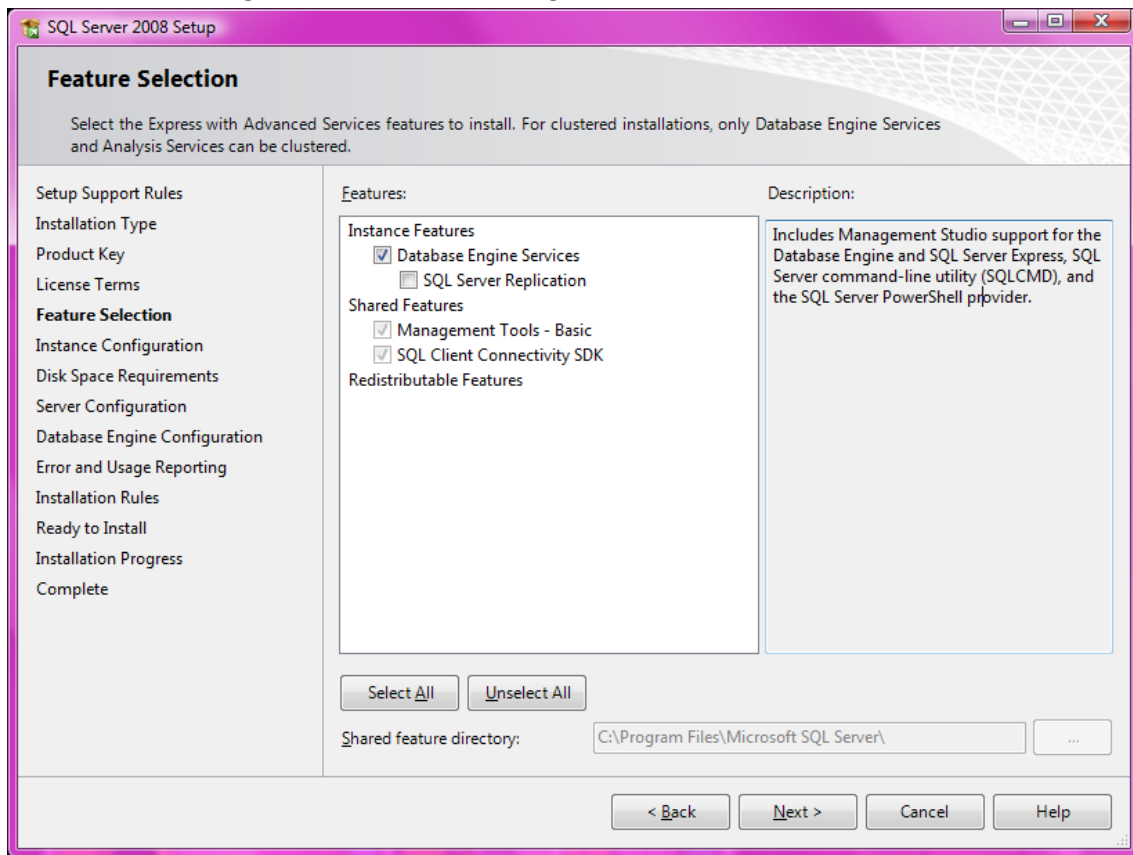 SQL Server 2008 Setup
Feature Selection
Select the Express with Advanced Services features to install. For clustered installations, only Database Engine Services
and Analysis Services can be clustered.
Setup Support Rules
Installation Type
Product Key
License Terms
Feature Selection
Instance Configuration
Disk Space Requirements
Server Configuration
Database Engine Configuration
Error and Usage Reporting
Installation Rules
Ready to Install
Installation Progress
Complete
Features:
Instance Features
Database Engine Services
SQL Server Replication
Shared Features
Management Tools - Basic
SQL Client Connectivity SDK
Redistributable Features
Description:
Includes Management Studio support for the
Database Engine and SQL Server Express, SQL
Server command-line utility (SQLCMD), and
the SQL Server PowerShell provider.
Select All
Unselect All
Shared feature directory:
C:\Program Files\Microsoft SQL Server\
...
< Back
Next >
Cancel
Help